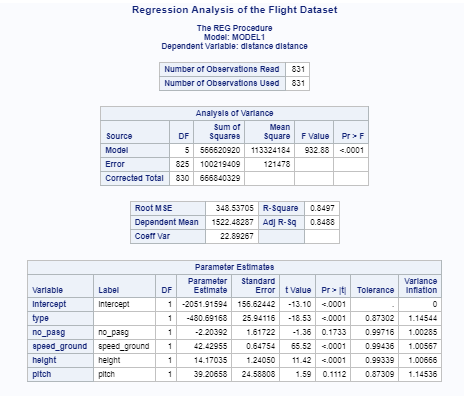 Regression Analysis of the Flight Dataset
The REG Procedure
Model: MODEL1
Dependent Variable: distance distance
Number of Observations Read 831
Number of Observations Used 831
Analysis of Variance
Source DF Sum of Squares Mean Square F Value Pr > F
Model 5 566620920 113324184 932.88 <.0001
Error 825 100219409 121478
Corrected Total 830 666840329
Root MSE 348.53705 R-Square 0.8497
Dependent Mean 1522.48287 Adj R-Sq 0.8488
Coeff Var 22.89267
Parameter Estimates
Variable Label DF Parameter Estimate Standard Error t Value Pr > |t| Tolerance Variance Inflation
Intercept Intercept 1 -2051.91594 156.62442 -13.10 <.0001 . 0
type 1 -480.69168 25.94116 -18.53 <.0001 0.87302 1.14544
no_pasg no_pasg 1 -2.20392 1.61722 -1.36 0.1733 0.99716 1.00285
speed_ground speed_ground 1 42.42955 0.64754 65.52 <.0001 0.99436 1.00567
height height 1 14.17035 1.24050 11.42 <.0001 0.99339 1.00666
pitch pitch 1 39.20658 24.58808 1.59 0.1112 0.87309 1.14536